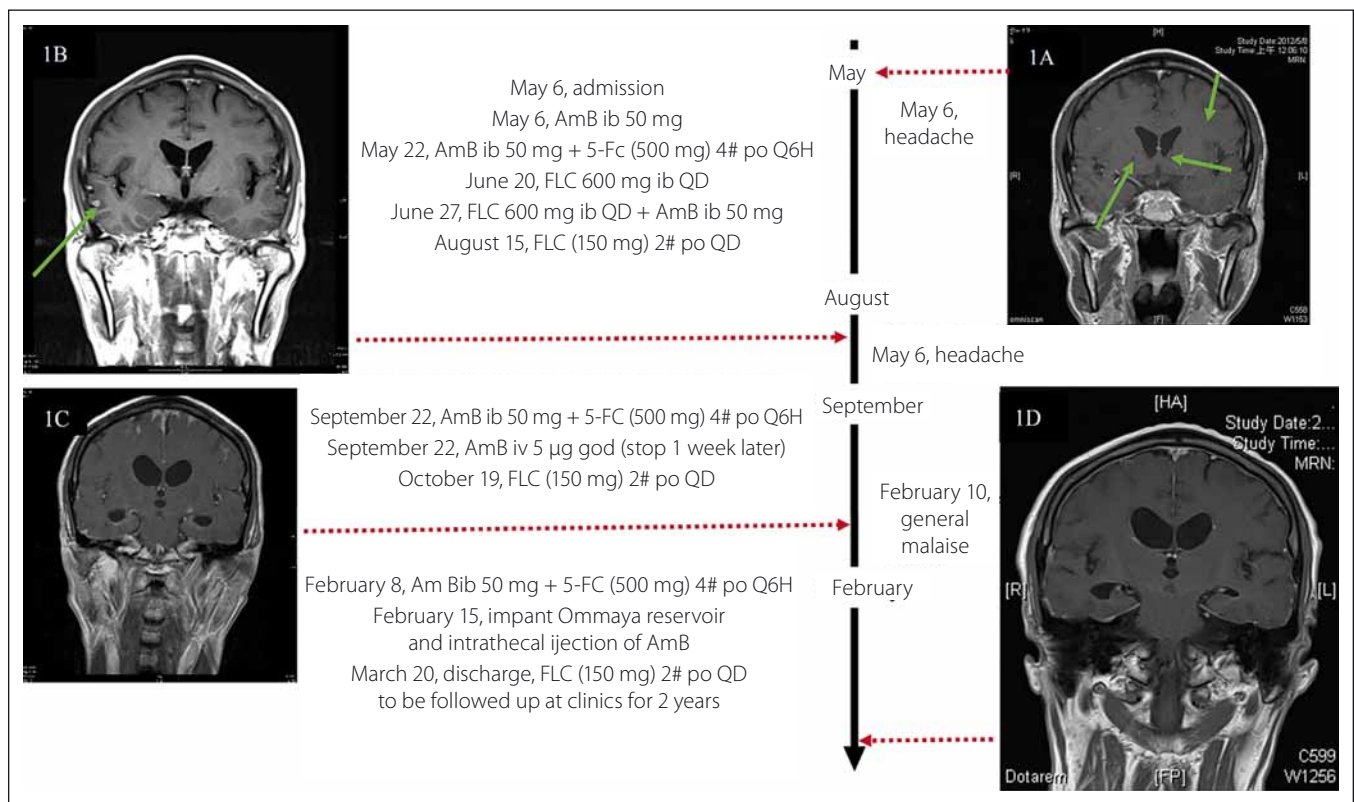 1B
May 6, admission
May 6, AmB ib 50 mg
May 22, AmB ib 50 mg + 5-Fc (500 mg) 4# po Q6H
June 20, FLC 600 mg ib QD
June 27, FLC 600 mg ib QD + AmB ib 50 mg
August 15, FLC (150 mg) 2# po QD
May
May 6,
headache
1A
[H]
Study Date:2012/5/8
Study Time:上午 12:06:10
MRN:
[R]
[L]
C558
W1153
omniscan
[F]
August
May 6, headache
1C
September 22, AmB ib 50 mg + 5-FC (500 mg) 4# po Q6H
September 22, AmB iv 5 µg god (stop 1 week later)
October 19, FLC (150 mg) 2# po QD
September
February 10,
general
malaise
February 8, Am Bib 50 mg + 5-FC (500 mg) 4# po Q6H
February 15, impant Ommaya reservoir
and intrathecal ijection of AmB
March 20, discharge, FLC (150 mg) 2# po QD
to be followed up at clinics for 2 years
February
1D
[HA]
Study Date:2...
Study Time:...
MRN:
[R]
[L]
C599
W1256
Dotarem
[FP]